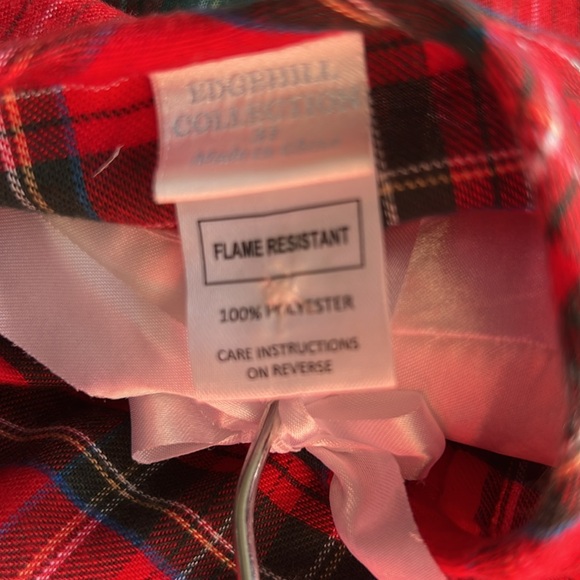 EDGEHILL
COLLECTION
FLAME RESISTANT
100% POLYESTER
CARE INSTRUCTIONS
ON REVERSE